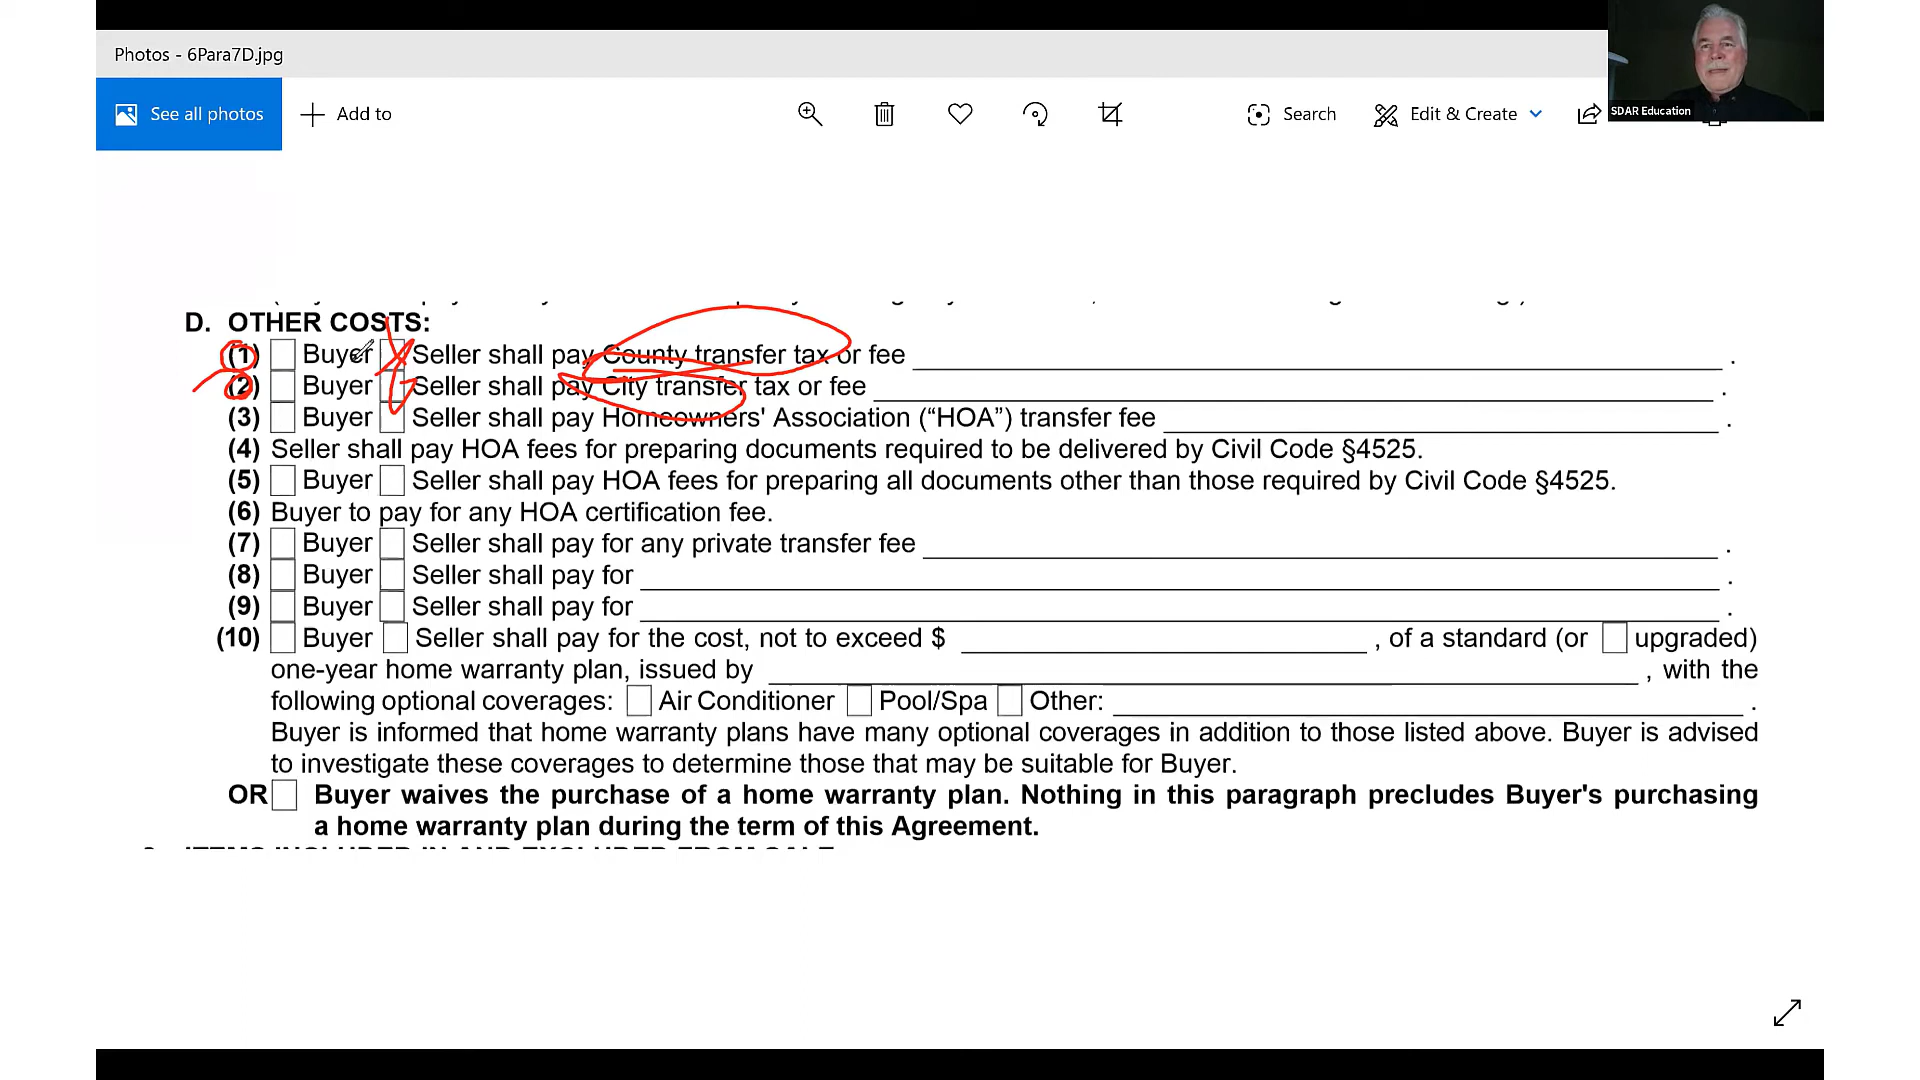 Photos - 6Para7D.jpg
SDAR Education
See all photos
Add to
Search
Edit & Create
D. OTHER COSTS:
(1) Buyer Seller shall pay County transfer tax or fee .
(2) Buyer Seller shall pay City transfer tax or fee .
(3) Buyer Seller shall pay Homeowners' Association (“HOA”) transfer fee .
(4) Seller shall pay HOA fees for preparing documents required to be delivered by Civil Code §4525.
(5) Buyer Seller shall pay HOA fees for preparing all documents other than those required by Civil Code §4525.
(6) Buyer to pay for any HOA certification fee.
(7) Buyer Seller shall pay for any private transfer fee .
(8) Buyer Seller shall pay for .
(9) Buyer Seller shall pay for .
(10) Buyer Seller shall pay for the cost, not to exceed $ , of a standard (or upgraded)
one-year home warranty plan, issued by , with the
following optional coverages: Air Conditioner Pool/Spa Other: .
Buyer is informed that home warranty plans have many optional coverages in addition to those listed above. Buyer is advised
to investigate these coverages to determine those that may be suitable for Buyer.
OR Buyer waives the purchase of a home warranty plan. Nothing in this paragraph precludes Buyer's purchasing
a home warranty plan during the term of this Agreement.